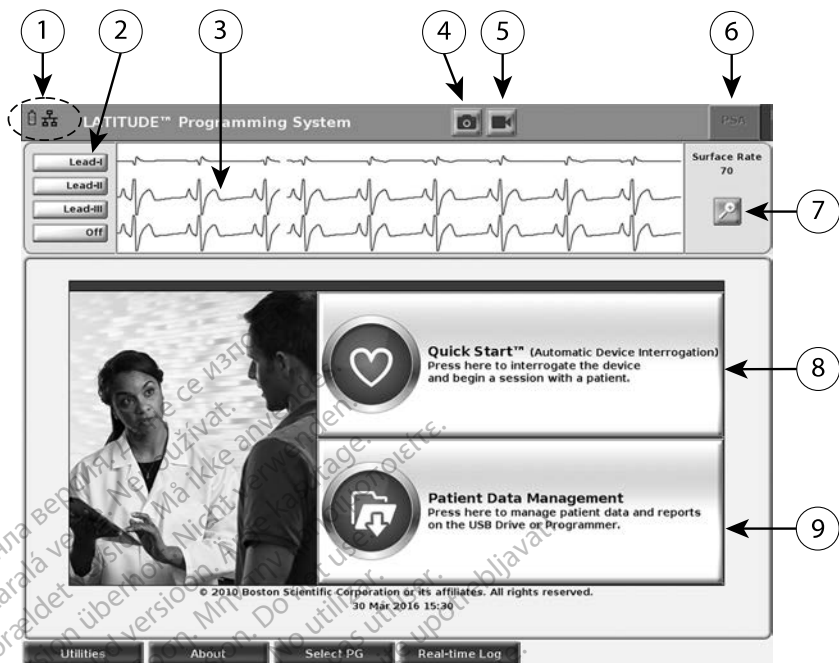 1
2
3
4
5
6
LATITUDE™ Programming System
PSA
Lead-I
Lead-II
Lead-III
Off
Surface Rate
70
7
Quick Start™ (Automatic Device Interrogation)
Press here to interrogate the device
and begin a session with a patient.
8
Patient Data Management
Press here to manage patient data and reports
on the USB Drive or Programmer.
9
© 2010 Boston Scientific Corporation or its affiliates. All rights reserved.
30 Mar 2016 15:30
Utilities
About
Select PG
Real-time Log